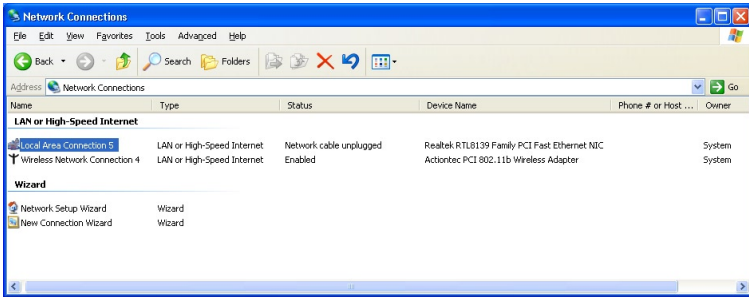 Network Connections
File Edit View Favorites Tools Advanced Help
Back Search Folders
Address Network Connections Go
Name Type Status Device Name Phone # or Host ... Owner
LAN or High-Speed Internet
Local Area Connection 5 LAN or High-Speed Internet Network cable unplugged Realtek RTL8139 Family PCI Fast Ethernet NIC System
Wireless Network Connection 4 LAN or High-Speed Internet Enabled Actiontec PCI 802.11b Wireless Adapter System
Wizard
Network Setup Wizard Wizard
New Connection Wizard Wizard